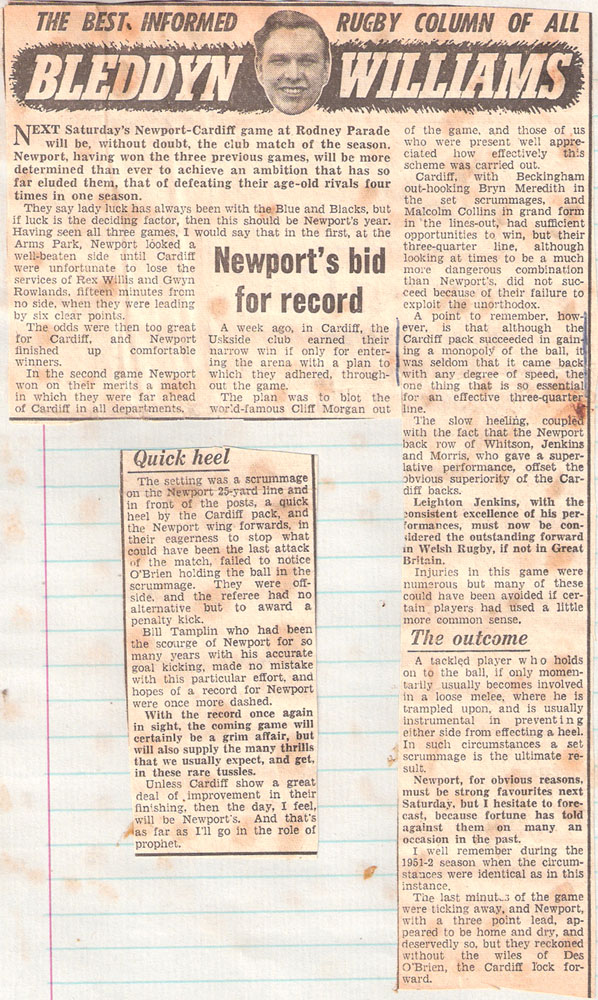 THE BEST INFORMED RUGBY COLUMN OF ALL
BLEDDYN WILLIAMS
NEXT Saturday's Newport-Cardiff game at Rodney Parade
will be, without doubt, the club match of the season.
Newport, having won the three previous games, will be more
determined than ever to achieve an ambition that has so
far eluded them, that of defeating their age-old rivals four
times in one season.
They say lady luck has always been with the Blue and Blacks, but
if luck is the deciding factor, then this should be Newport's year.
Having seen all three games, I would say that in the first, at the
Arms Park, Newport looked a
well-beaten side until Cardiff
were unfortunate to lose the
services of Rex Willis and Gwyn
Rowlands, fifteen minutes from
no side, when they were leading
by six clear points.
The odds were then too great
for Cardiff, and Newport
finished up comfortable
winners.
In the second game Newport
won on their merits a match
in which they were far ahead
of Cardiff in all departments.
Newport's bid
for record
A week ago, in Cardiff, the
Uskside club earned their
narrow win if only for enter-
ing the arena with a plan to
which they adhered, through-
out the game.
The plan was to blot the
world-famous Cliff Morgan out
of the game, and those of us
who were present well appre-
ciated how effectively this
scheme was carried out.
Cardiff, with Beckingham
out-hooking Bryn Meredith in
the set scrummages, and
Malcolm Collins in grand form
in the lines-out, had sufficient
opportunities to win, but their
three-quarter line, although
looking at times to be a much
more dangerous combination
than Newport's, did not suc-
ceed because of their failure to
exploit the unorthodox.
A point to remember, how-
ever, is that although the
Cardiff pack succeeded in gain-
ing a monopoly of the ball, it
was seldom that it came back
with any degree of speed, the
one thing that is so essential
for an effective three-quarter
line.
The slow heeling, coupled
with the fact that the Newport
back row of Whitson, Jenkins
and Morris, who gave a super-
lative performance, offset the
obvious superiority of the Car-
diff backs.
Leighton Jenkins, with the
consistent excellence of his per-
formances, must now be con-
sidered the outstanding forward
in Welsh Rugby, if not in Great
Britain.
Injuries in this game were
numerous but many of these
could have been avoided if cer-
tain players had used a little
more common sense.
The outcome
A tackled player who holds
on to the ball, if only momen-
tarily usually becomes involved
in a loose melee, where he is
trampled upon, and is usually
instrumental in preventing
either side from effecting a heel.
In such circumstances a set
scrummage is the ultimate re-
sult.
Newport, for obvious reasons,
must be strong favourites next
Saturday, but I hesitate to fore-
cast, because fortune has told
against them on many an
occasion in the past.
I well remember during the
1951-2 season when the circum-
stances were identical as in this
instance.
The last minutes of the game
were ticking away, and Newport,
with a three point lead, ap-
peared to be home and dry, and
deservedly so, but they reckoned
without the wiles of Des
O'Brien, the Cardiff lock for-
ward.
Quick heel
The setting was a scrummage
on the Newport 25-yard line and
in front of the posts, a quick
heel by the Cardiff pack, and
the Newport wing forwards, in
their eagerness to stop what
could have been the last attack
of the match, failed to notice
O'Brien holding the ball in the
scrummage. They were off-
side, and the referee had no
alternative but to award a
penalty kick.
Bill Tamplin who had been
the scourge of Newport for so
many years with his accurate
goal kicking, made no mistake
with this particular effort, and
hopes of a record for Newport
were once more dashed.
With the record once again
in sight, the coming game will
certainly be a grim affair, but
will also supply the many thrills
that we usually expect, and get,
in these rare tussles.
Unless Cardiff show a great
deal of improvement in their
finishing, then the day, I feel,
will be Newport's. And that's
as far as I'll go in the role of
prophet.